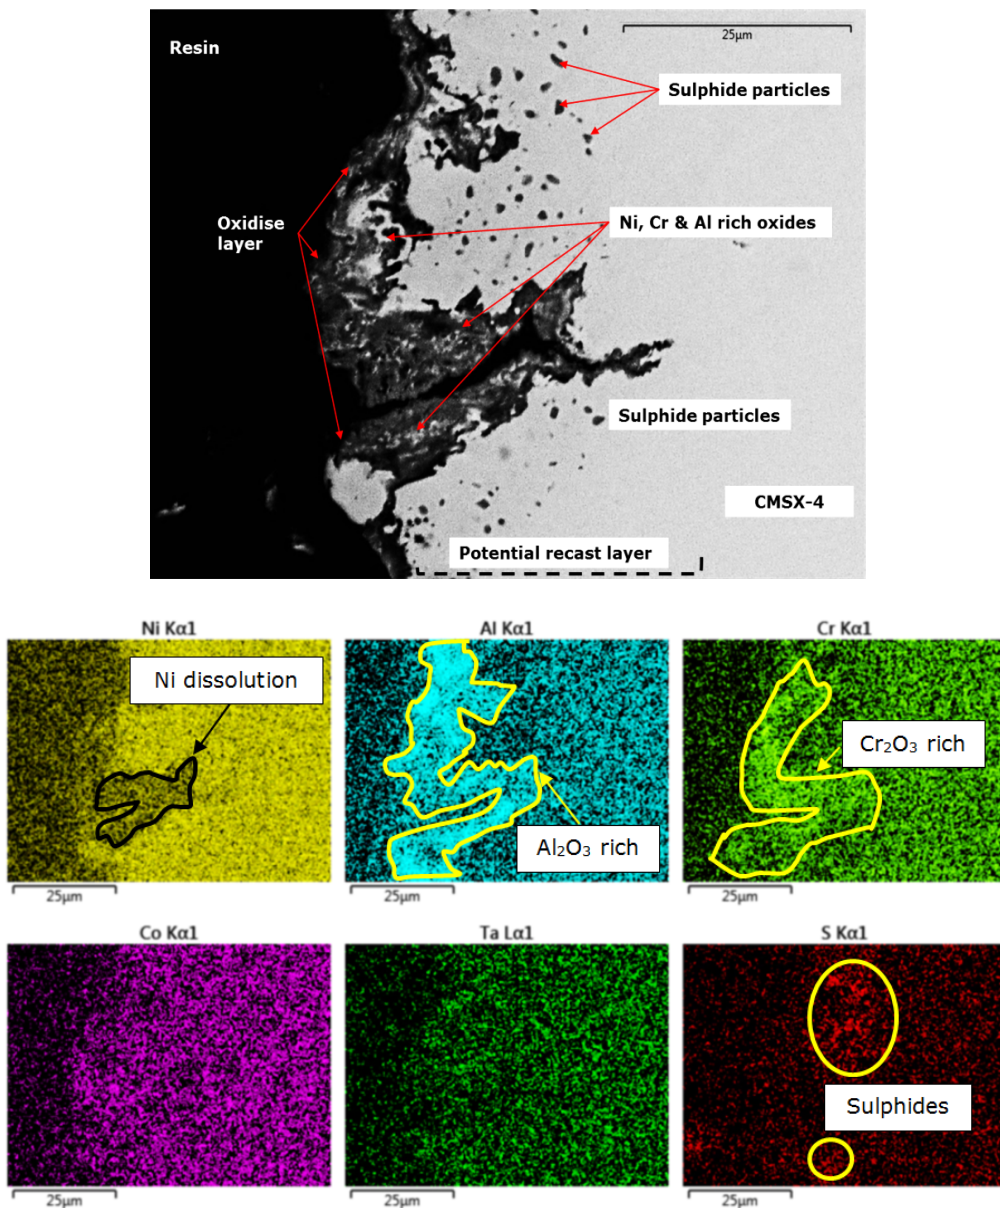 Resin
25μm
Sulphide particles
Oxidise
layer
Ni, Cr & Al rich oxides
Sulphide particles
CMSX-4
Potential recast layer
Ni Kα1
Al Kα1
Cr Kα1
Ni dissolution
Cr₂O₃ rich
Al₂O₃ rich
25μm
25μm
25μm
Co Kα1
Ta Lα1
S Kα1
Sulphides
25μm
25μm
25μm